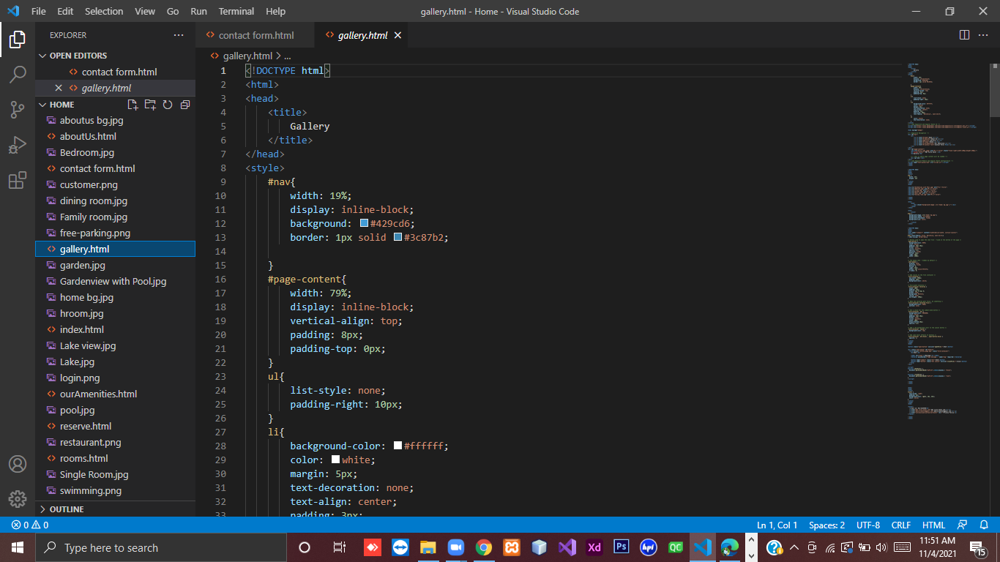 File Edit Selection View Go Run Terminal Help
gallery.html - Home - Visual Studio Code
EXPLORER
OPEN EDITORS
contact form.html
gallery.html
HOME
aboutus bg.jpg
aboutUs.html
Bedroom.jpg
contact form.html
customer.png
dining room.jpg
Family room.jpg
free-parking.png
gallery.html
garden.jpg
Gardenview with Pool.jpg
home bg.jpg
hroom.jpg
index.html
Lake view.jpg
Lake.jpg
login.png
ourAmenities.html
pool.jpg
reserve.html
restaurant.png
rooms.html
Single Room.jpg
swimming.png
OUTLINE
contact form.html
gallery.html
gallery.html > ...
1 <!DOCTYPE html>
2 <html>
3 <head>
4 <title>
5 Gallery
6 </title>
7 </head>
8 <style>
9 #nav{
10 width: 19%;
11 display: inline-block;
12 background: #429cd6;
13 border: 1px solid #3c87b2;
14
15 }
16 #page-content{
17 width: 79%;
18 display: inline-block;
19 vertical-align: top;
20 padding: 8px;
21 padding-top: 0px;
22 }
23 ul{
24 list-style: none;
25 padding-right: 10px;
26 }
27 li{
28 background-color: #ffffff;
29 color: white;
30 margin: 5px;
31 text-decoration: none;
32 text-align: center;
33 padding: 3px;
0 0
Ln 1, Col 1 Spaces: 2 UTF-8 CRLF HTML
Type here to search
Xd
Ps
hp
QC
11:51 AM
11/4/2021
15